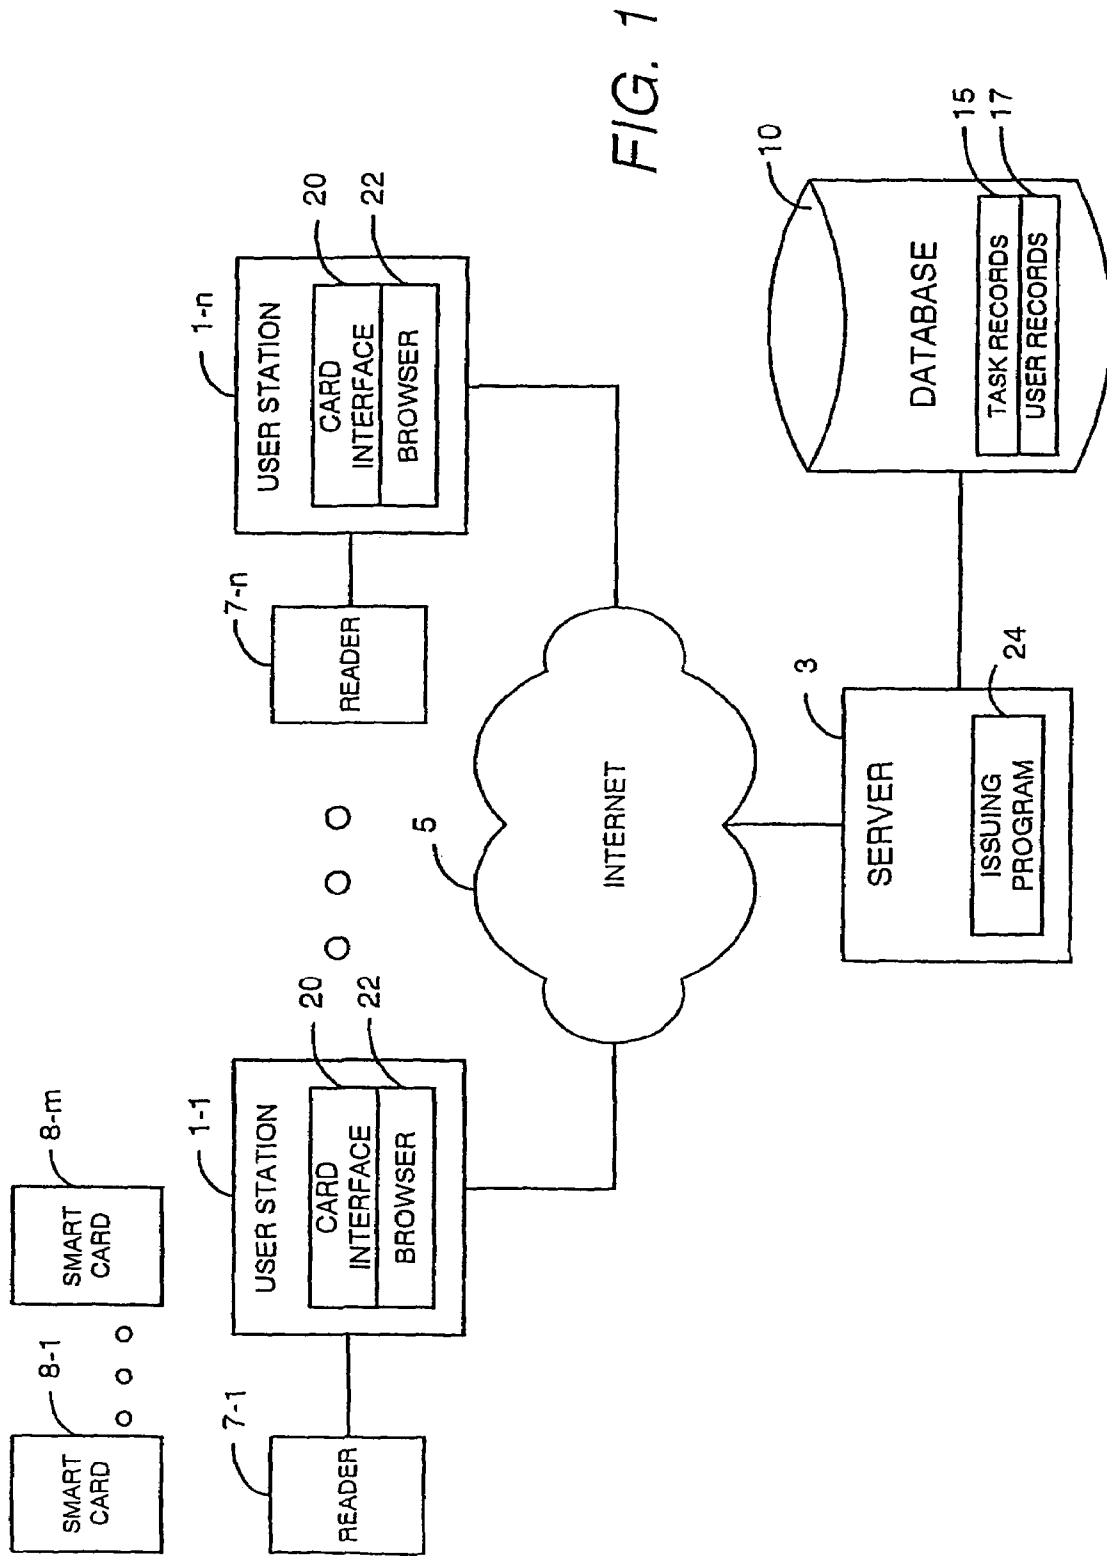 8-1
SMART
CARD
8-m
SMART
CARD
7-1
READER
1-1
USER STATION
CARD
INTERFACE
BROWSER
20
22
7-n
READER
1-n
USER STATION
CARD
INTERFACE
BROWSER
20
22
5
INTERNET
3
SERVER
ISSUING
PROGRAM
24
10
DATABASE
TASK RECORDS
USER RECORDS
15
17
FIG. 1